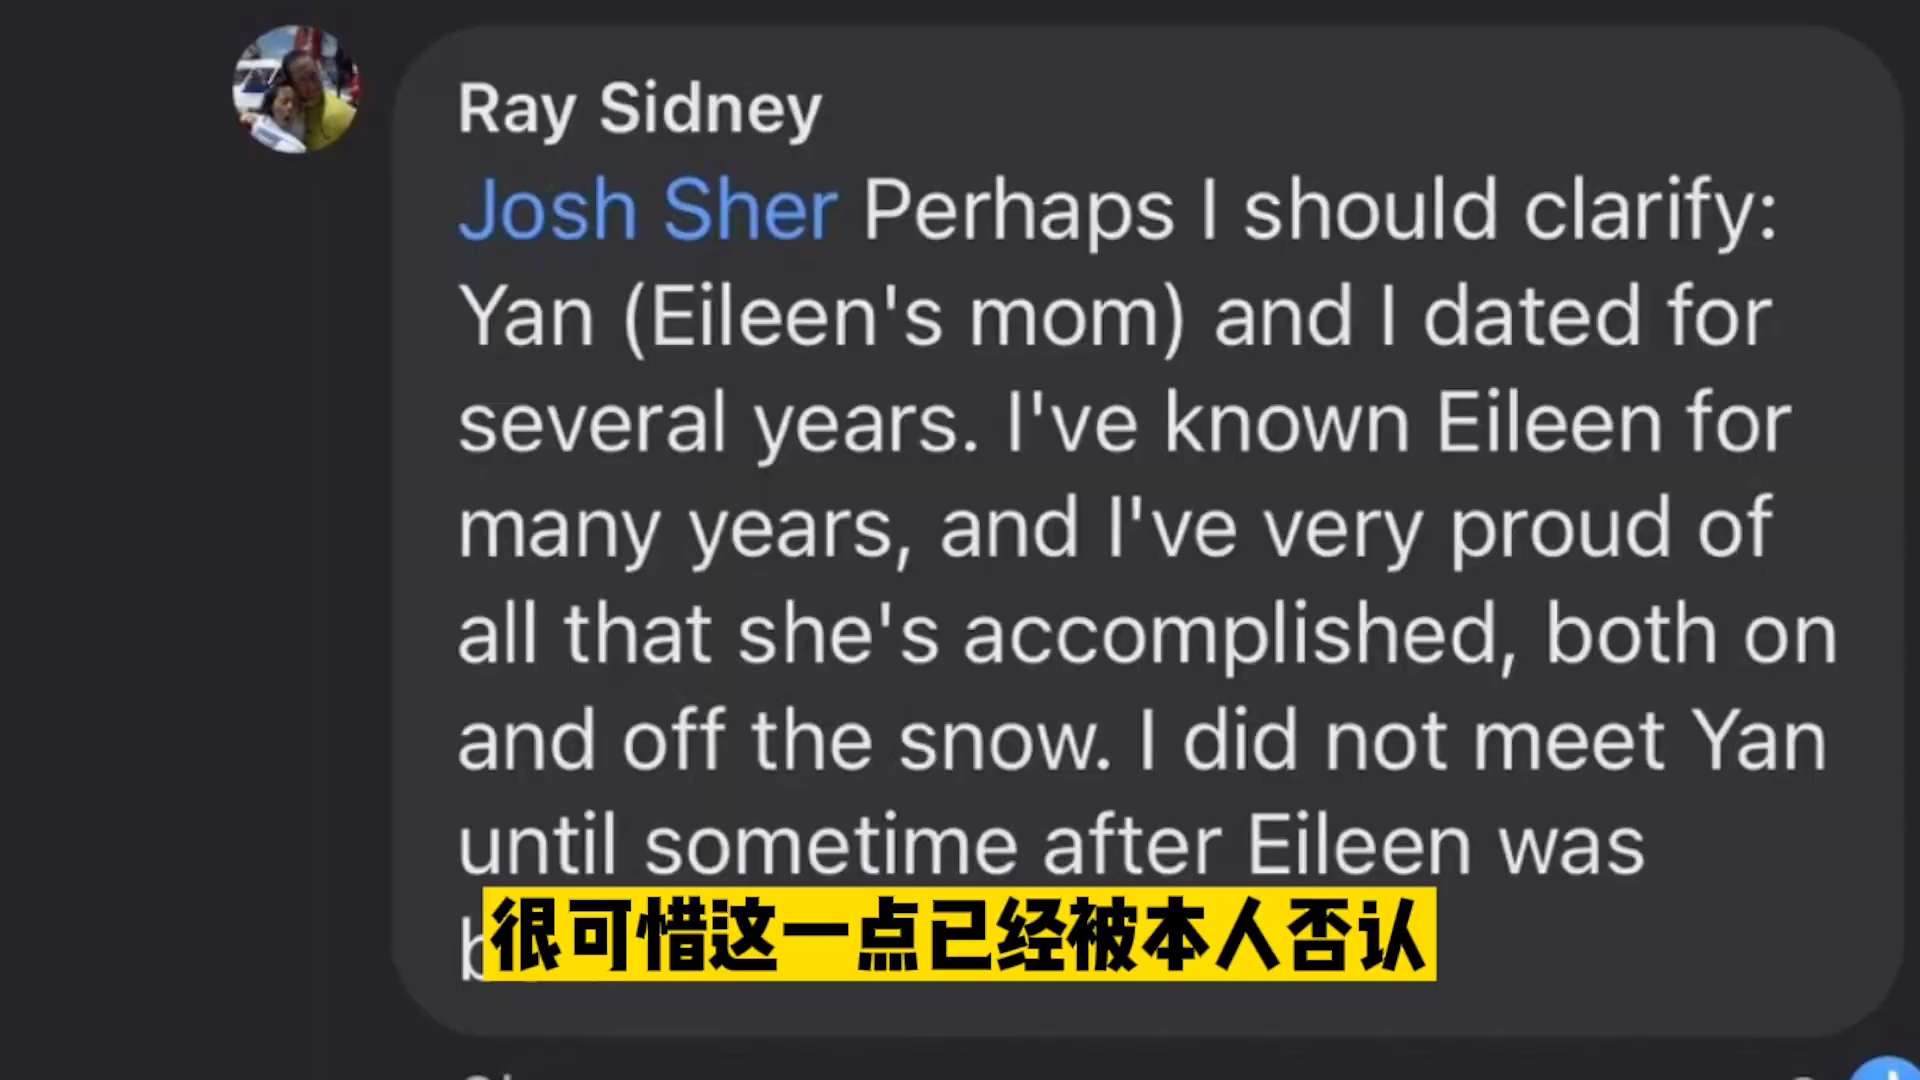 Ray Sidney
Josh Sher Perhaps I should clarify:
Yan (Eileen's mom) and I dated for
several years. I've known Eileen for
many years, and I've very proud of
all that she's accomplished, both on
and off the snow. I did not meet Yan
until sometime after Eileen was
很可惜这一点已经被本人否认